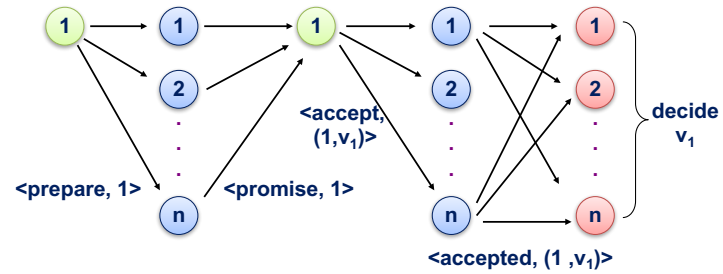 1
1
1
1
1
2
2
2
<accept,
(1,v1)>
decide
v1
<prepare, 1>
<promise, 1>
n
n
n
<accepted, (1 ,v1)>